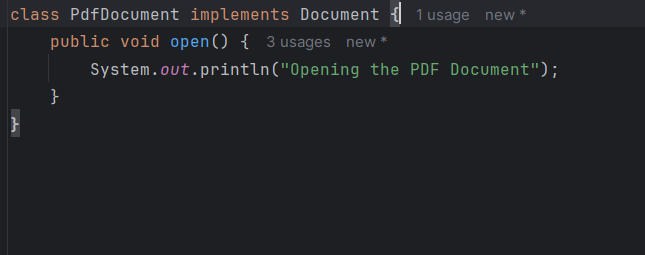 class PdfDocument implements Document { 1 usage new *
public void open() { 3 usages new *
System.out.println("Opening the PDF Document");
}
}